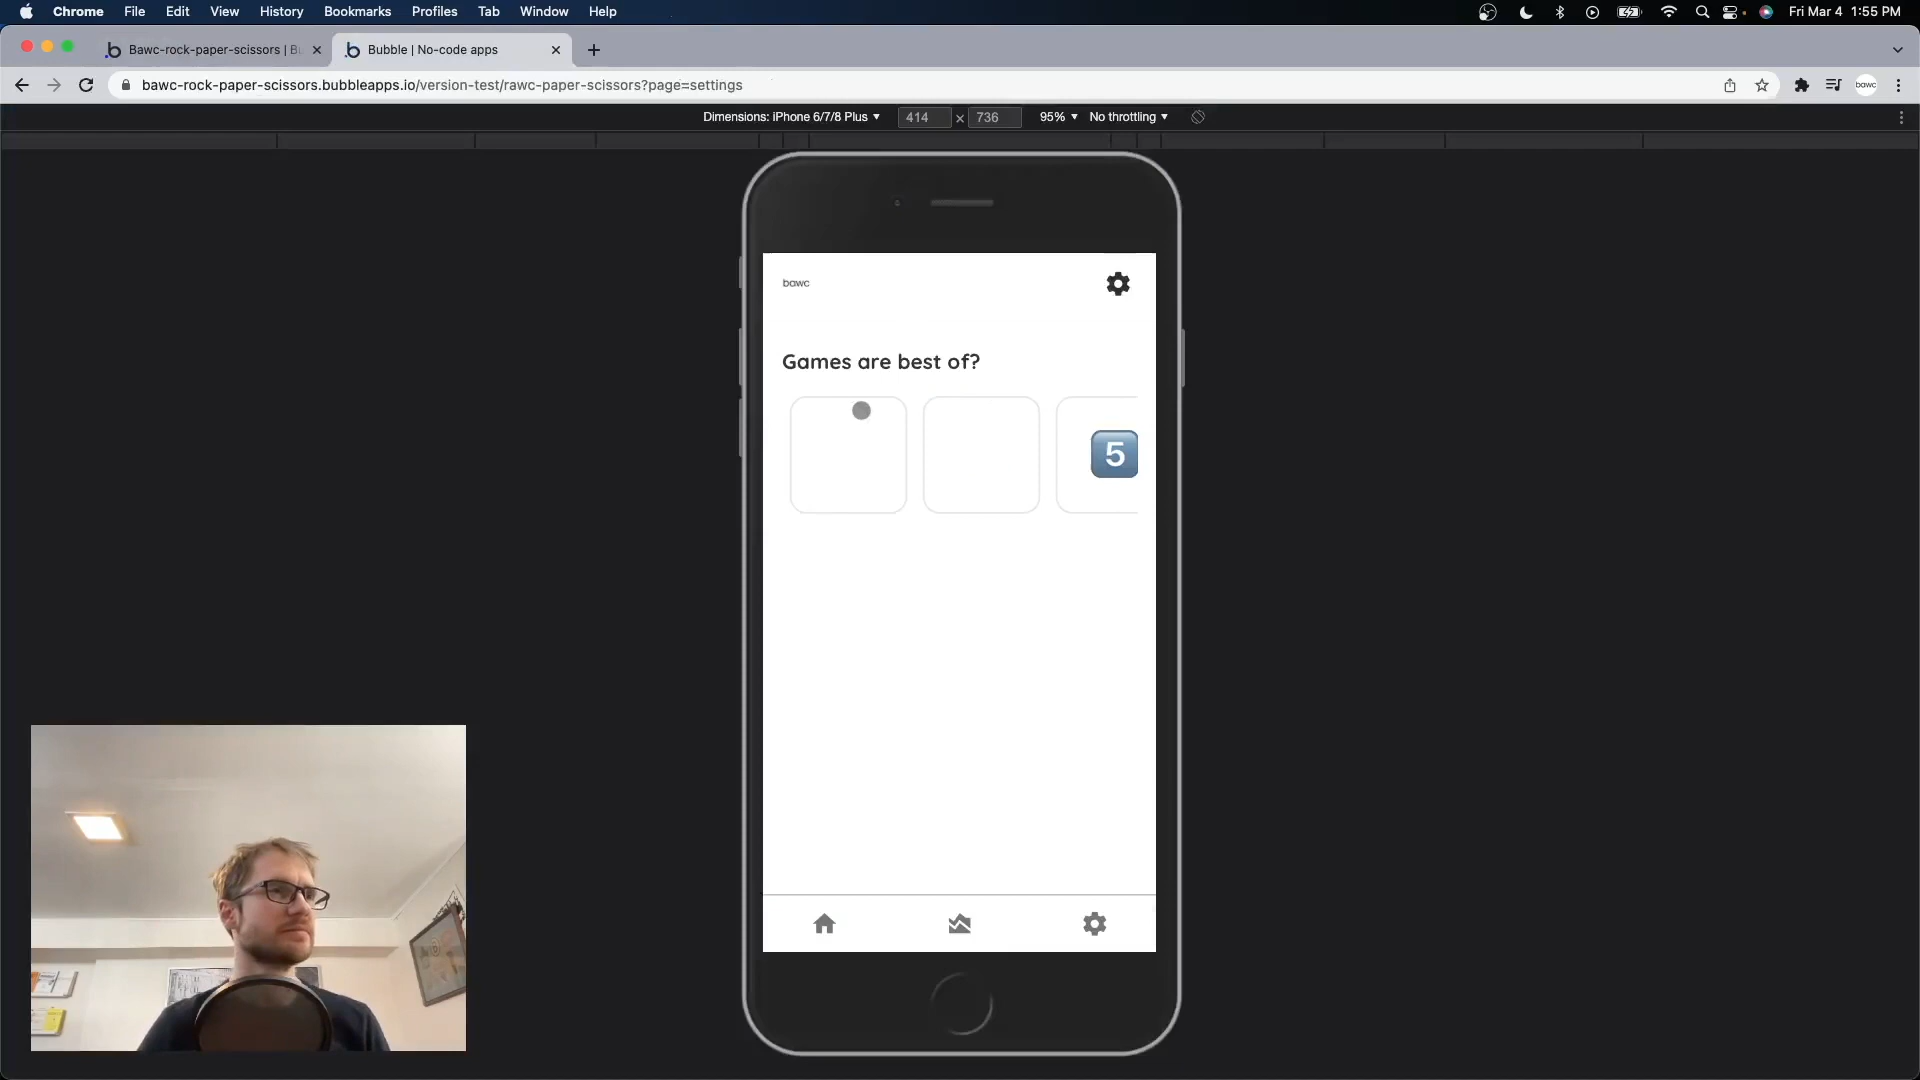 Chrome File Edit View History Bookmarks Profiles Tab Window Help Fri Mar 4 1:55 PM
Bawc-rock-paper-scissors | Bu
Bubble | No-code apps
bawc-rock-paper-scissors.bubbleapps.io/version-test/rawc-paper-scissors?page=settings
bawc
Dimensions: iPhone 6/7/8 Plus 414 × 736 95% No throttling
bawc
Games are best of?
5